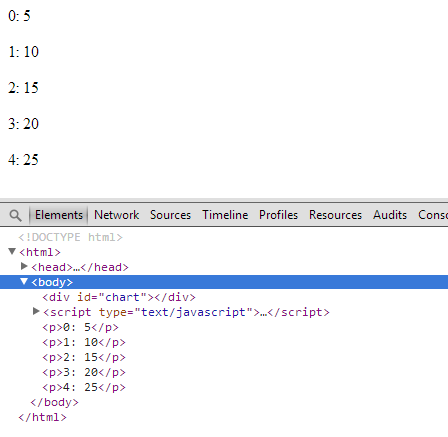 0: 5
1: 10
2: 15
3: 20
4: 25
Elements Network Sources Timeline Profiles Resources Audits Conso
<!DOCTYPE html>
<html>
<head>…</head>
<body>
<div id="chart"></div>
<script type="text/javascript">…</script>
<p>0: 5</p>
<p>1: 10</p>
<p>2: 15</p>
<p>3: 20</p>
<p>4: 25</p>
</body>
</html>